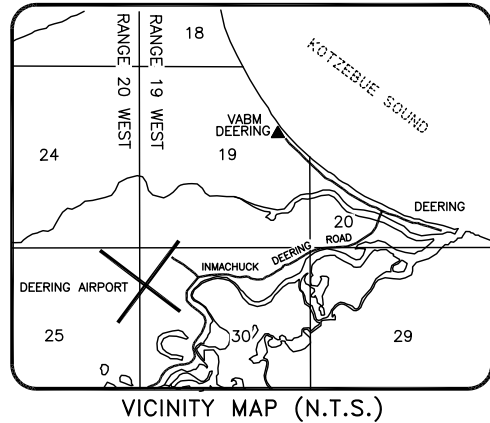 18
RANGE 20 WEST
RANGE 19 WEST
KOTZEBUE SOUND
VABM
DEERING
24
19
DEERING
20
INMACHUCK DEERING ROAD
DEERING AIRPORT
25
30
29
VICINITY MAP (N.T.S.)